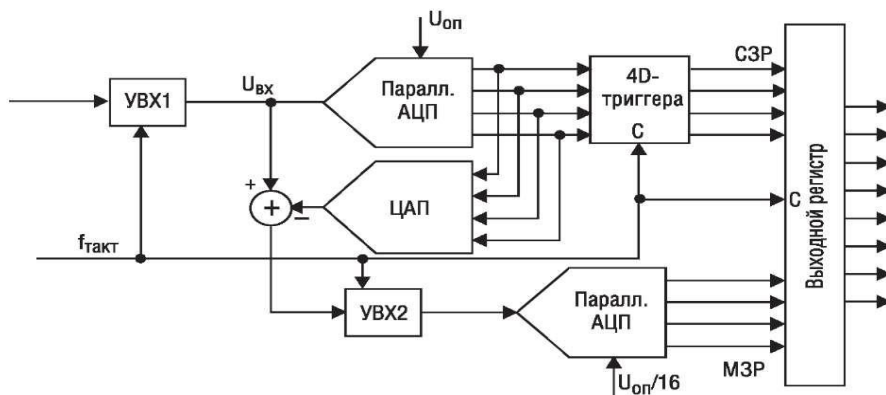 Uоп
УВХ1
Uвх
Паралл.
АЦП
4D-
триггера
C
СЗР
ЦАП
+
+
−
fтакт
C
Выходной регистр
УВХ2
Паралл.
АЦП
МЗР
Uоп/16